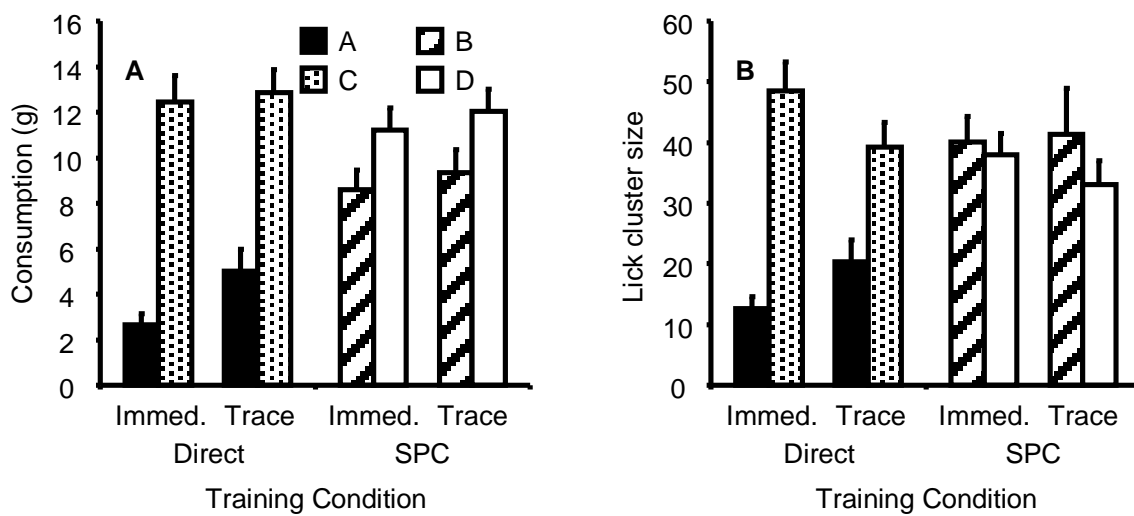 16
14
12
10
8
6
4
2
0
Consumption (g)
A
A
B
C
D
Immed. Trace Immed. Trace
Direct SPC
Training Condition
60
50
40
30
20
10
0
Lick cluster size
B
Immed. Trace Immed. Trace
Direct SPC
Training Condition